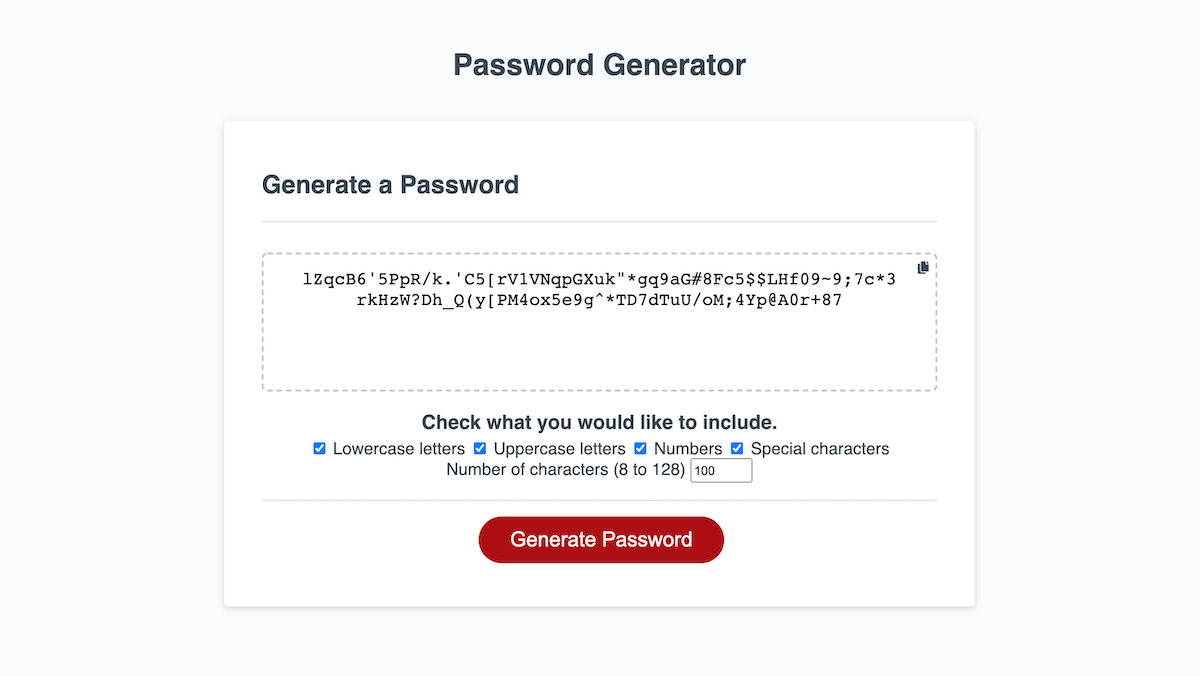 Password Generator
Generate a Password
lZqcB6'5PpR/k.'C5[rV1VNqpGXuk"*gq9aG#8Fc5$$LHf09~9;7c*3
rkHzW?Dh_Q(y[PM4ox5e9g^*TD7dTuU/oM;4Yp@A0r+87
Check what you would like to include.
Lowercase letters Uppercase letters Numbers Special characters
Number of characters (8 to 128) 100
Generate Password